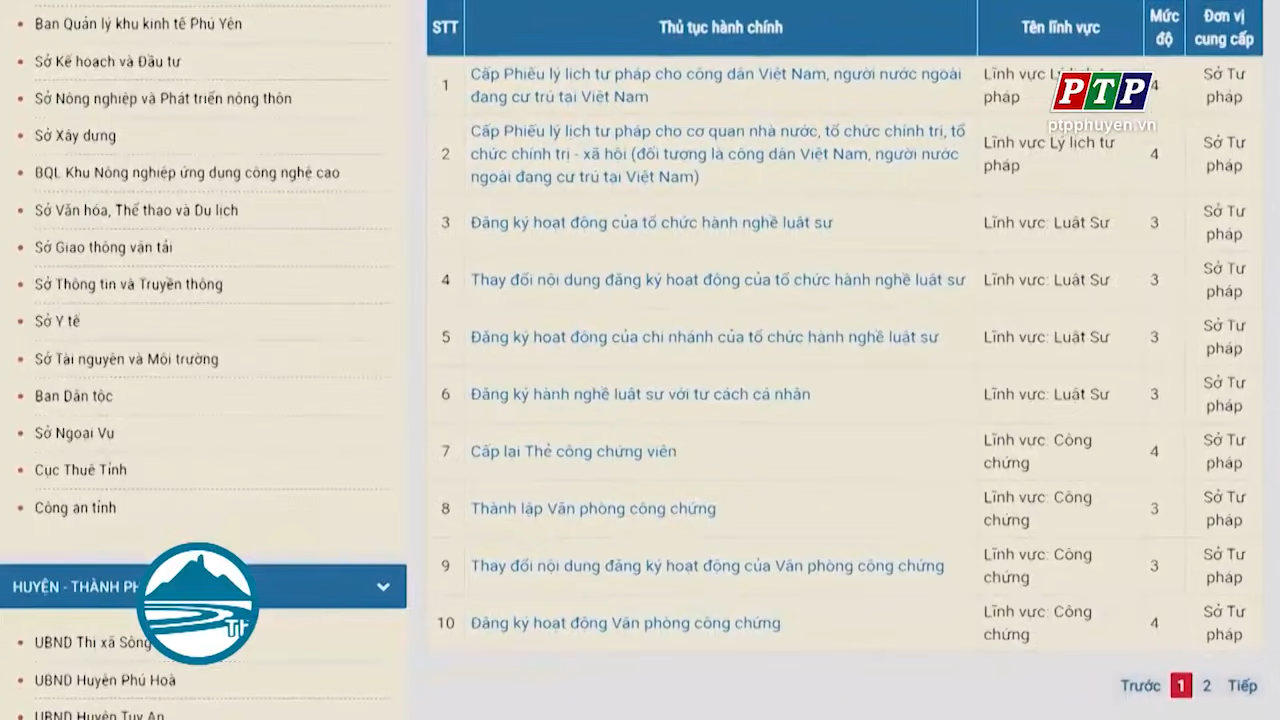 Ban Quản lý khu kinh tế Phú Yên
Sở Kế hoạch và Đầu tư
Sở Nông nghiệp và Phát triển nông thôn
Sở Xây dựng
BQL Khu Nông nghiệp ứng dụng công nghệ cao
Sở Văn hóa, Thể thao và Du lịch
Sở Giao thông vận tải
Sở Thông tin và Truyền thông
Sở Y tế
Sở Tài nguyên và Môi trường
Ban Dân tộc
Sở Ngoại Vụ
Cục Thuế Tỉnh
Công an tỉnh
HUYỆN - THÀNH PH
UBND Thị xã Sông
UBND Huyện Phú Hoà
UBND Huyện Tuy An
STT
Thủ tục hành chính
Tên lĩnh vực
Mức
độ
Đơn vị
cung cấp
1
Cấp Phiếu lý lịch tư pháp cho công dân Việt Nam, người nước ngoài
đang cư trú tại Việt Nam
Lĩnh vực
pháp
4
Sở Tư
pháp
2
Cấp Phiếu lý lịch tư pháp cho cơ quan nhà nước, tổ chức chính trị, tổ
chức chính trị - xã hội (đối tượng là công dân Việt Nam, người nước
ngoài đang cư trú tại Việt Nam)
Lĩnh vực Lý lịch tư
pháp
4
Sở Tư
pháp
3
Đăng ký hoạt động của tổ chức hành nghề luật sư
Lĩnh vực: Luật Sư
3
Sở Tư
pháp
4
Thay đổi nội dung đăng ký hoạt động của tổ chức hành nghề luật sư
Lĩnh vực: Luật Sư
3
Sở Tư
pháp
5
Đăng ký hoạt động của chi nhánh của tổ chức hành nghề luật sư
Lĩnh vực: Luật Sư
3
Sở Tư
pháp
6
Đăng ký hành nghề luật sư với tư cách cá nhân
Lĩnh vực: Luật Sư
3
Sở Tư
pháp
7
Cấp lại Thẻ công chứng viên
Lĩnh vực: Công
chứng
4
Sở Tư
pháp
8
Thành lập Văn phòng công chứng
Lĩnh vực: Công
chứng
3
Sở Tư
pháp
9
Thay đổi nội dung đăng ký hoạt động của Văn phòng công chứng
Lĩnh vực: Công
chứng
3
Sở Tư
pháp
10
Đăng ký hoạt động Văn phòng công chứng
Lĩnh vực: Công
chứng
4
Sở Tư
pháp
Trước 1 2 Tiếp
PTP
ptpphuyen.vn